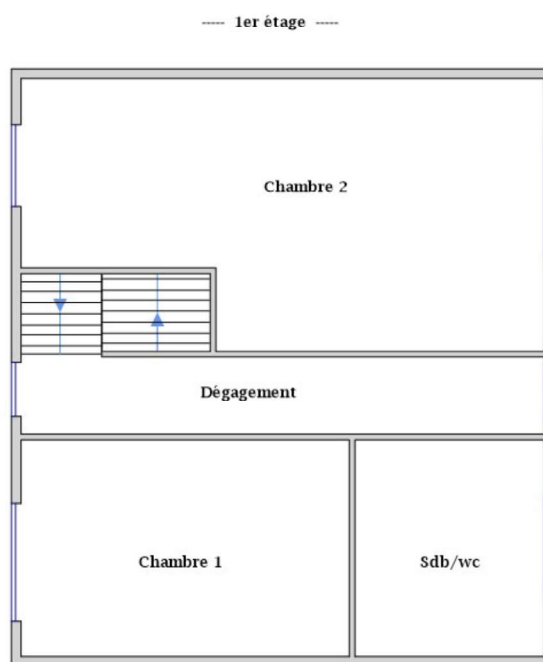 ----- 1er étage -----
Chambre 2
Dégagement
Chambre 1
Sdb/wc